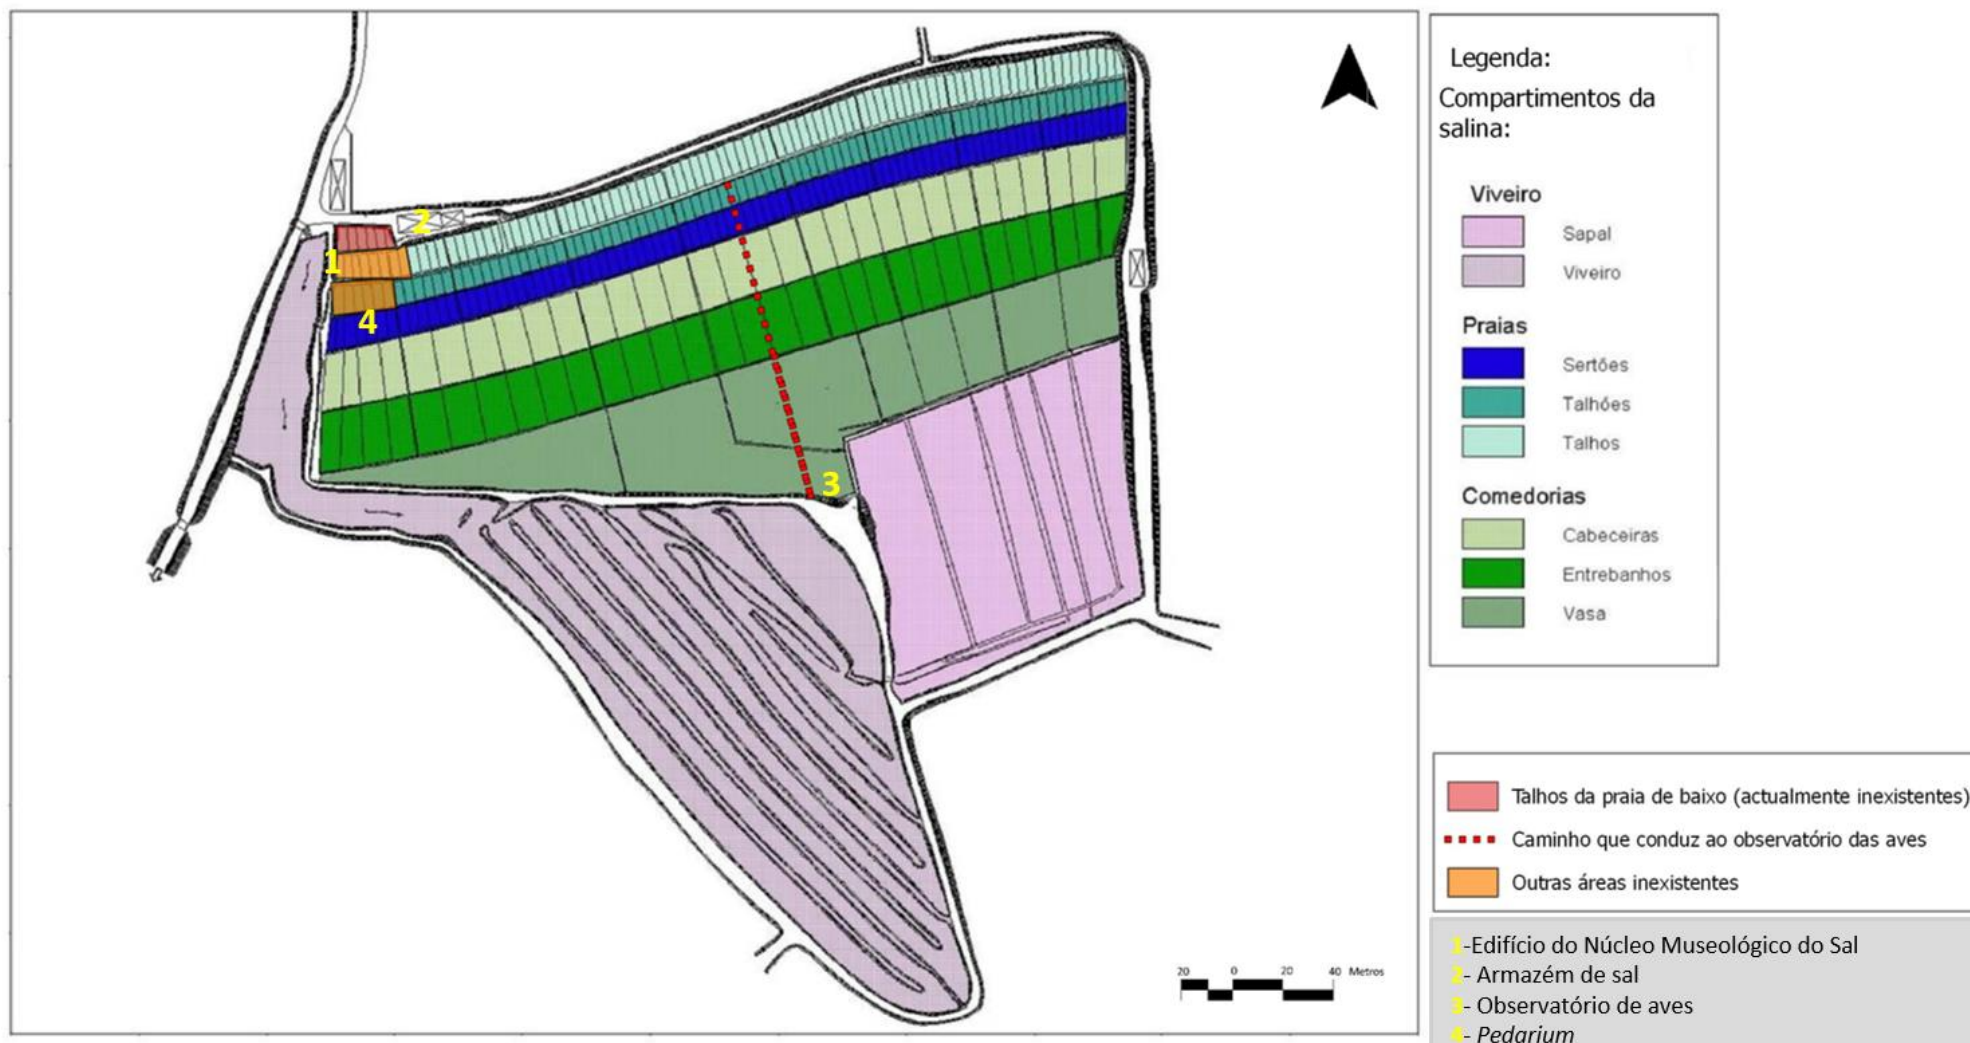 2
1
4
3
20 0 20 40 Metros
Legenda:
Compartimentos da
salina:
Viveiro
Sapal
Viveiro
Praias
Sertões
Talhões
Talhos
Comedorias
Cabeceiras
Entrebanhos
Vasa
Talhos da praia de baixo (actualmente inexistentes)
Caminho que conduz ao observatório das aves
Outras áreas inexistentes
1-Edifício do Núcleo Museológico do Sal
2- Armazém de sal
3- Observatório de aves
4- Pedarium